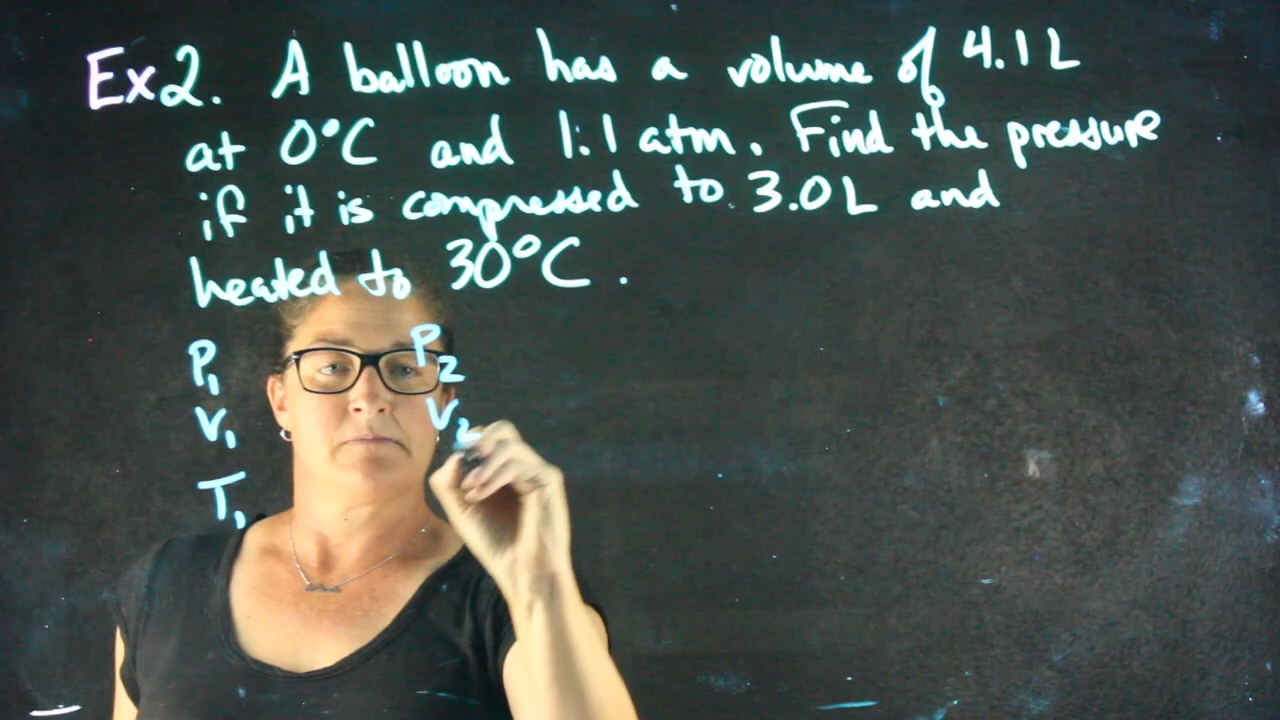 Ex2. A balloon has a volume of 4.1 L
at 0°C and 1.1 atm. Find the pressure
if it is compressed to 3.0 L and
heated to 30°C.
P₁ P₂
V₁ V₂
T₁